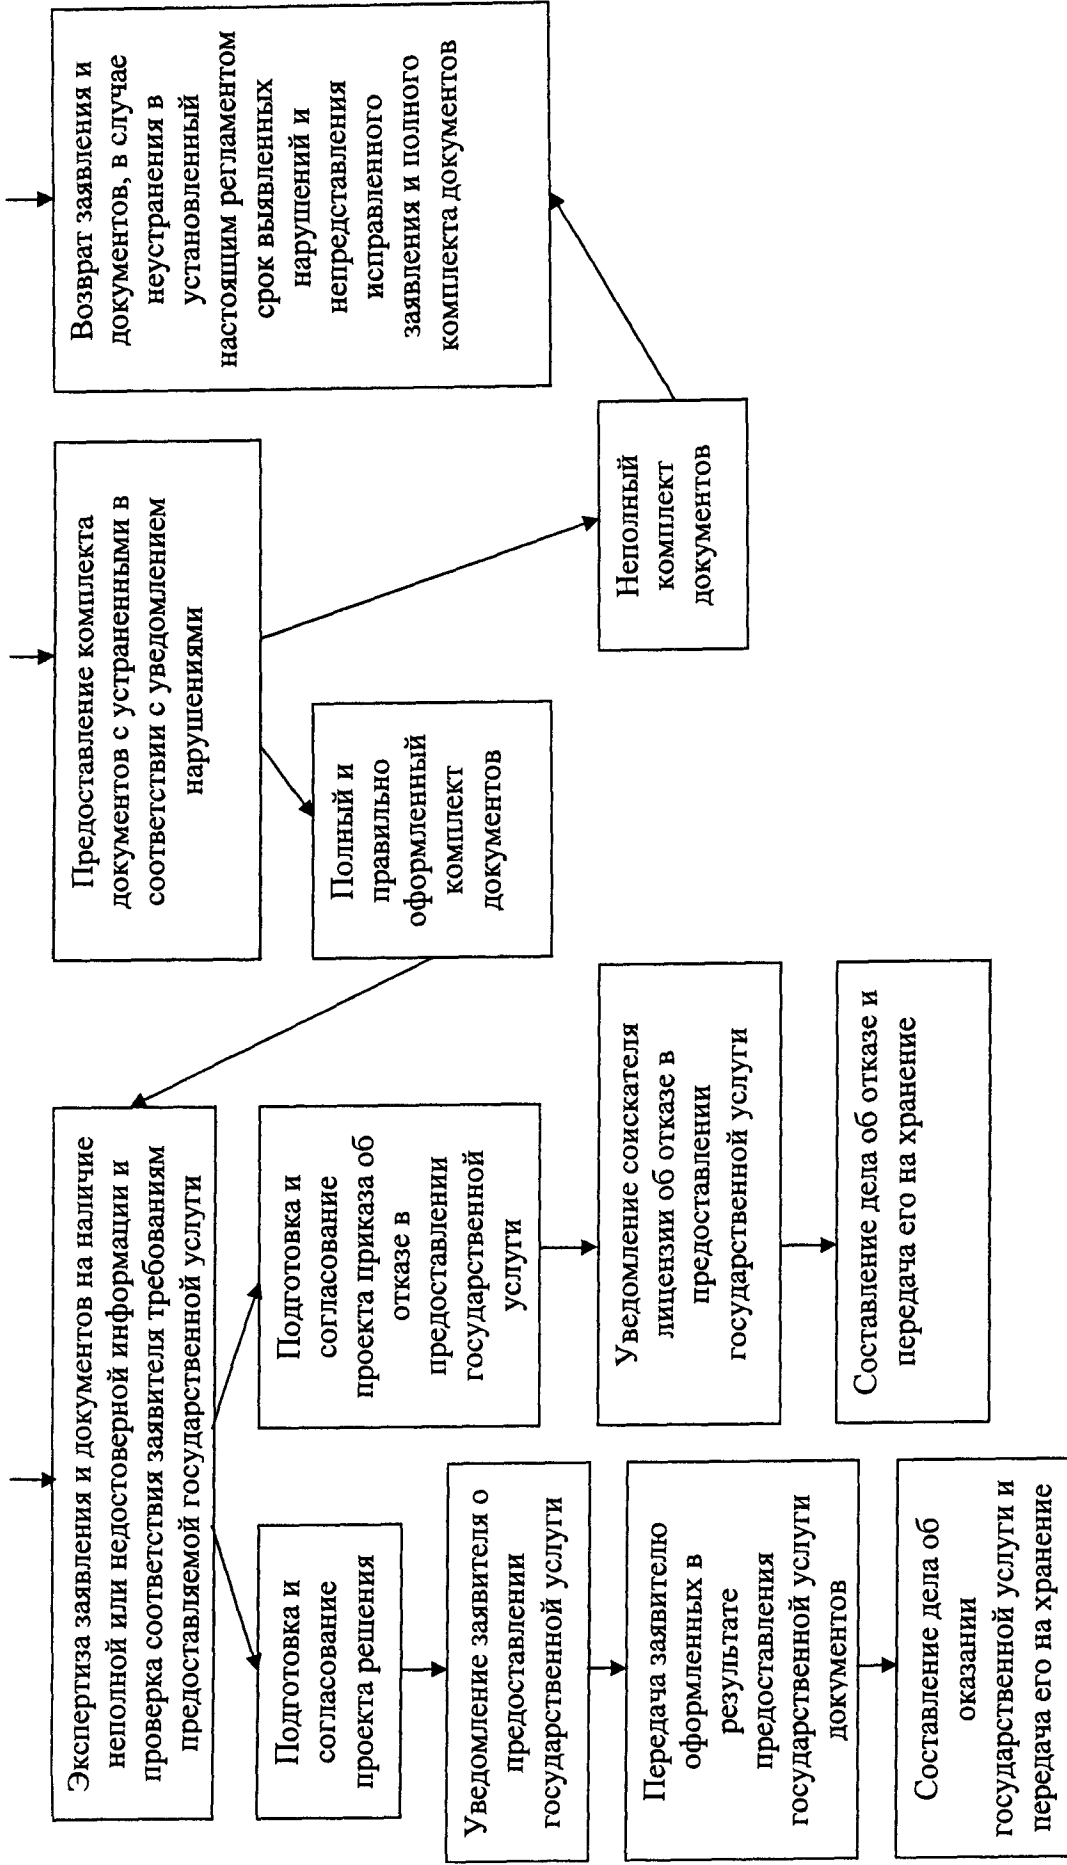 Экспертиза заявления и документов на наличие
неполной или недостоверной информации и
проверка соответствия заявителя требованиям
предоставляемой государственной услуги
Предоставление комплекта
документов с устраненными в
соответствии с уведомлением
нарушениями
Возврат заявления и
документов, в случае
неустранения в
установленный
настоящим регламентом
срок выявленных
нарушений и
непредставления
исправленного
заявления и полного
комплекта документов
Подготовка и
согласование
проекта решения
Подготовка и
согласование
проекта приказа об
отказе в
предоставлении
государственной
услуги
Полный и
правильно
оформленный
комплект
документов
Уведомление заявителя о
предоставлении
государственной услуги
Уведомление соискателя
лицензии об отказе в
предоставлении
государственной услуги
Неполный
комплект
документов
Передача заявителю
оформленных в
результате
предоставления
государственной услуги
документов
Составление дела об отказе и
передача его на хранение
Составление дела об
оказании
государственной услуги и
передача его на хранение